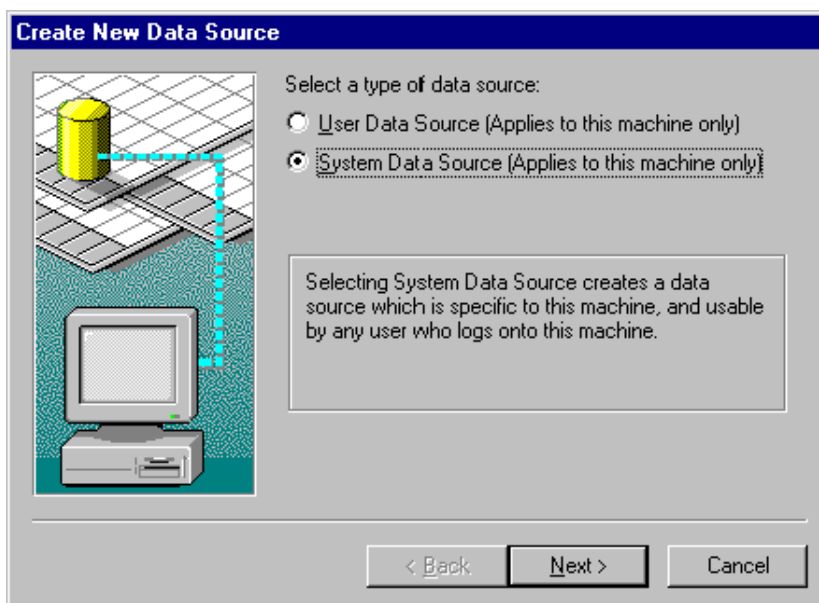 Create New Data Source
Select a type of data source:
User Data Source (Applies to this machine only)
System Data Source (Applies to this machine only)
Selecting System Data Source creates a data
source which is specific to this machine, and usable
by any user who logs onto this machine.
< Back
Next >
Cancel